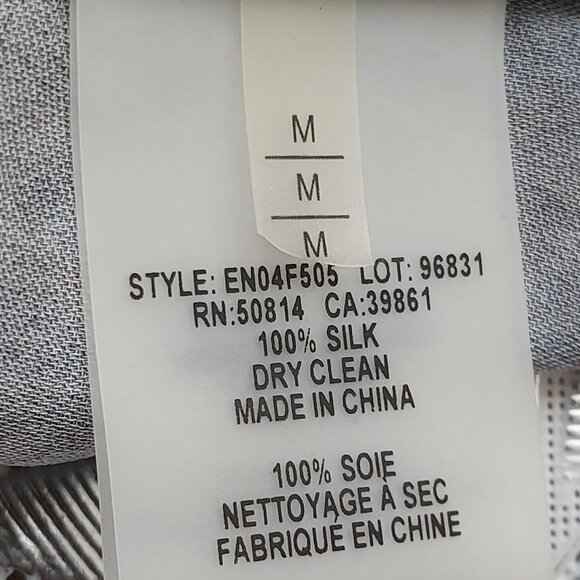 M
M
M
STYLE: EN04F505 LOT: 96831
RN:50814 CA:39861
100% SILK
DRY CLEAN
MADE IN CHINA
100% SOIE
NETTOYAGE À SEC
FABRIQUÉ EN CHINE